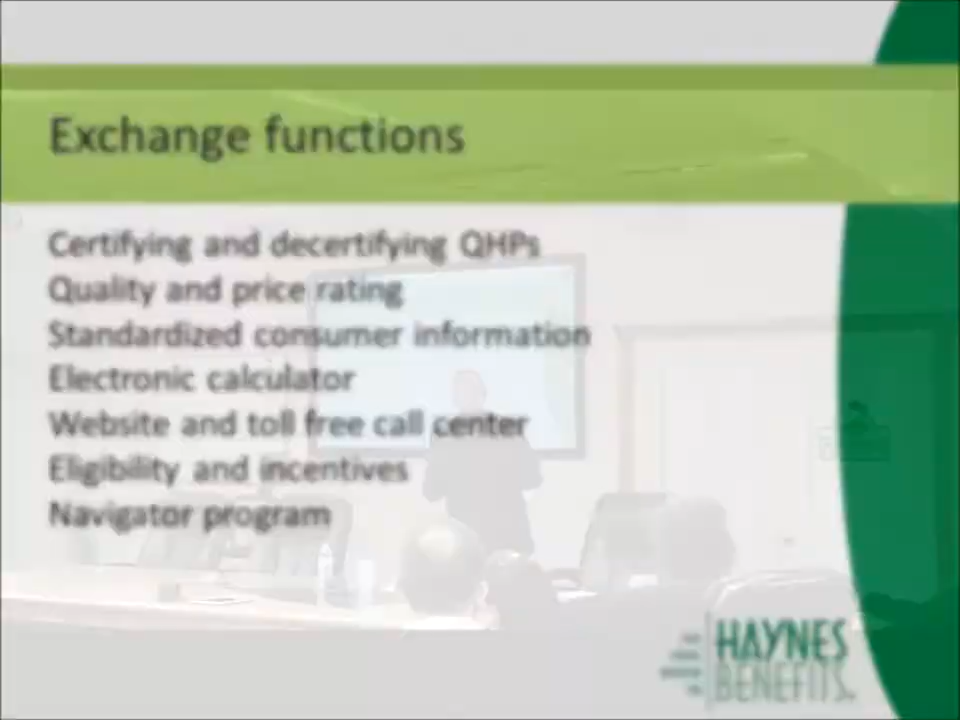 Exchange functions
Certifying and decertifying QHPs
Quality and price rating
Standardized consumer information
Electronic calculator
Website and toll free call center
Eligibility and incentives
Navigator program
HAYNES
BENEFITS